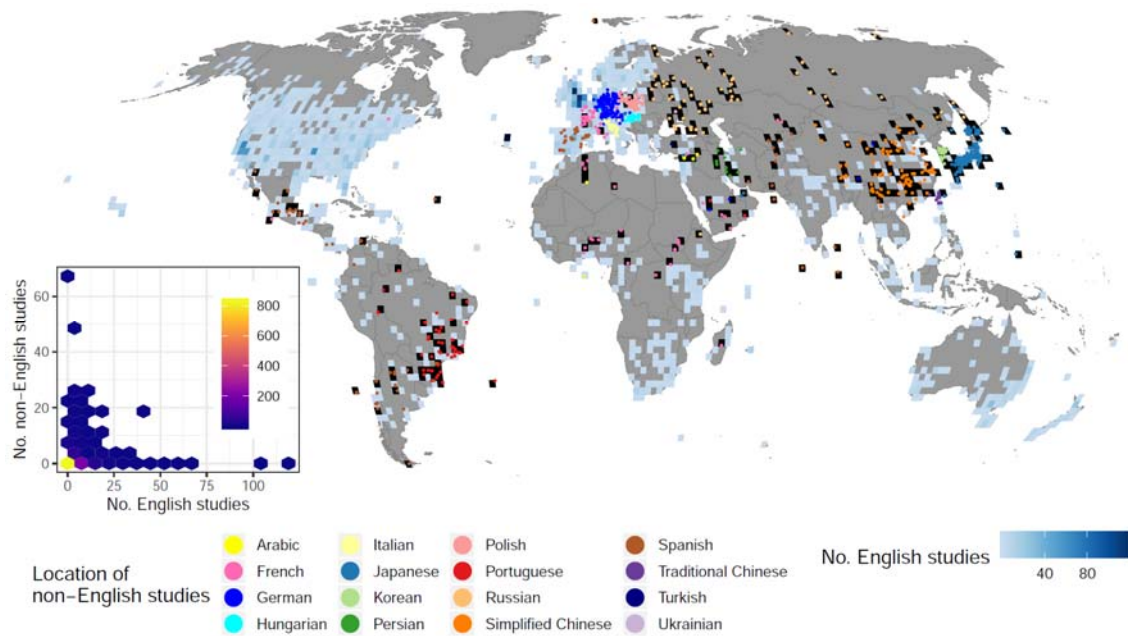 60
40
20
0
No. non-English studies
800
600
400
200
0
25
50
75
100
No. English studies
Location of
non-English studies
Arabic
French
German
Hungarian
Italian
Japanese
Korean
Persian
Polish
Portuguese
Russian
Simplified Chinese
Spanish
Traditional Chinese
Turkish
Ukrainian
No. English studies
40
80